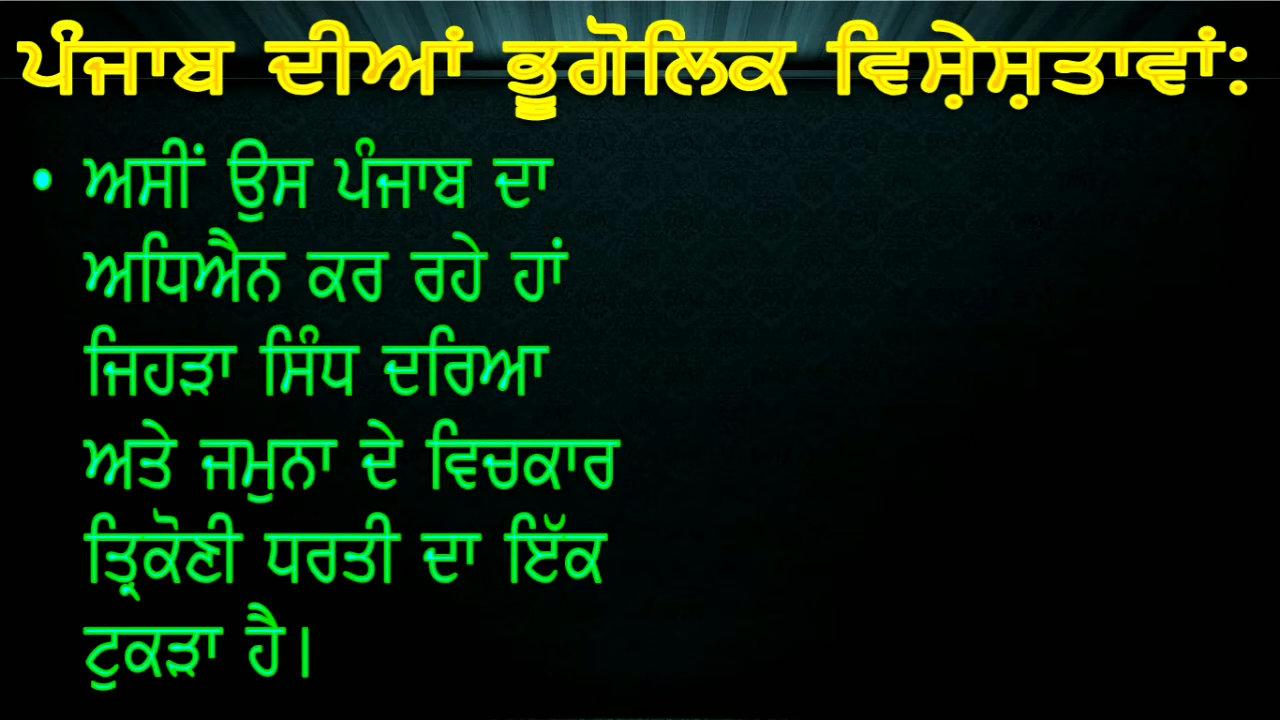 ਪੰਜਾਬ ਦੀਆਂ ਭੂਗੋਲਿਕ ਵਿਸ਼ੇਸ਼ਤਾਵਾਂ:
• ਅਸੀਂ ਉਸ ਪੰਜਾਬ ਦਾ
ਅਧਿਐਨ ਕਰ ਰਹੇ ਹਾਂ
ਜਿਹੜਾ ਸਿੰਧ ਦਰਿਆ
ਅਤੇ ਜਮੁਨਾ ਦੇ ਵਿਚਕਾਰ
ਤ੍ਰਿਕੋਣੀ ਧਰਤੀ ਦਾ ਇੱਕ
ਟੁਕੜਾ ਹੈ।